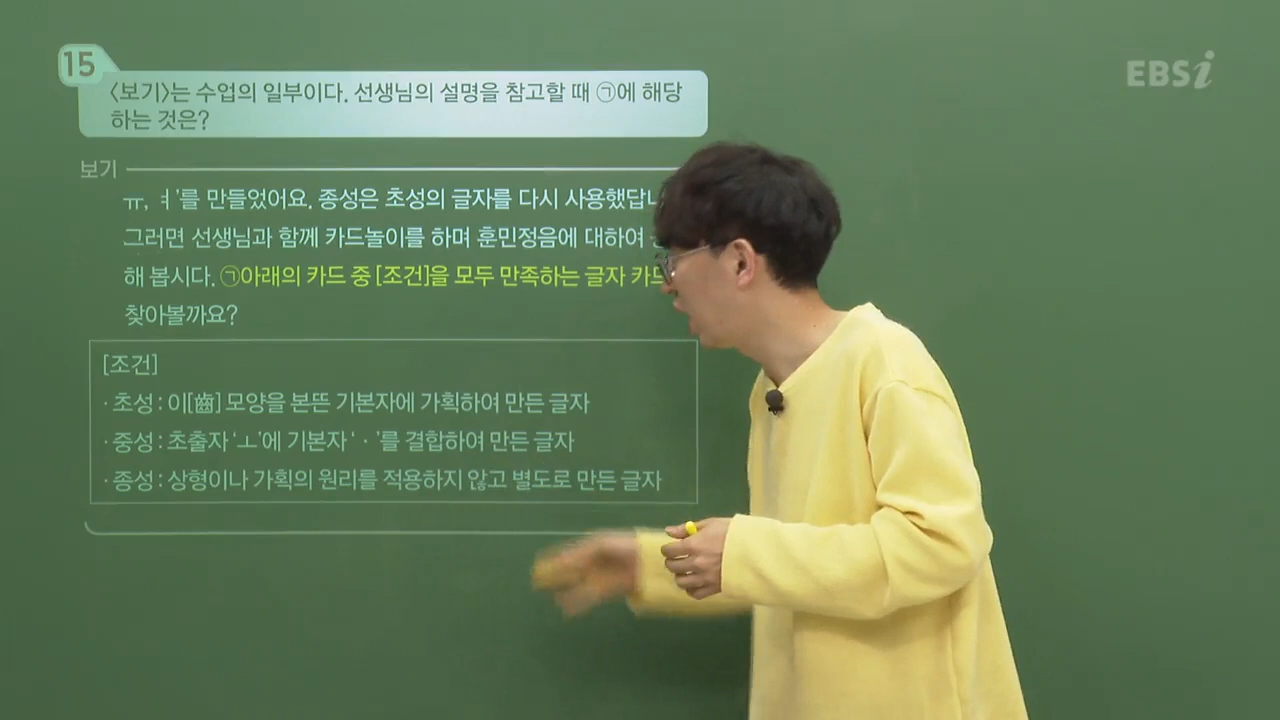 15
EBSi
〈보기〉는 수업의 일부이다. 선생님의 설명을 참고할 때 ㉠에 해당
하는 것은?
보기
ㅠ, ㅕ’를 만들었어요. 종성은 초성의 글자를 다시 사용했답니
그러면 선생님과 함께 카드놀이를 하며 훈민정음에 대하여
해 봅시다. ㉠아래의 카드 중 [조건]을 모두 만족하는 글자 카드
찾아볼까요?
[조건]
· 초성 : 이[齒] 모양을 본뜬 기본자에 가획하여 만든 글자
· 중성 : 초출자 ‘ㅗ’에 기본자 ‘ㆍ’를 결합하여 만든 글자
· 종성 : 상형이나 가획의 원리를 적용하지 않고 별도로 만든 글자